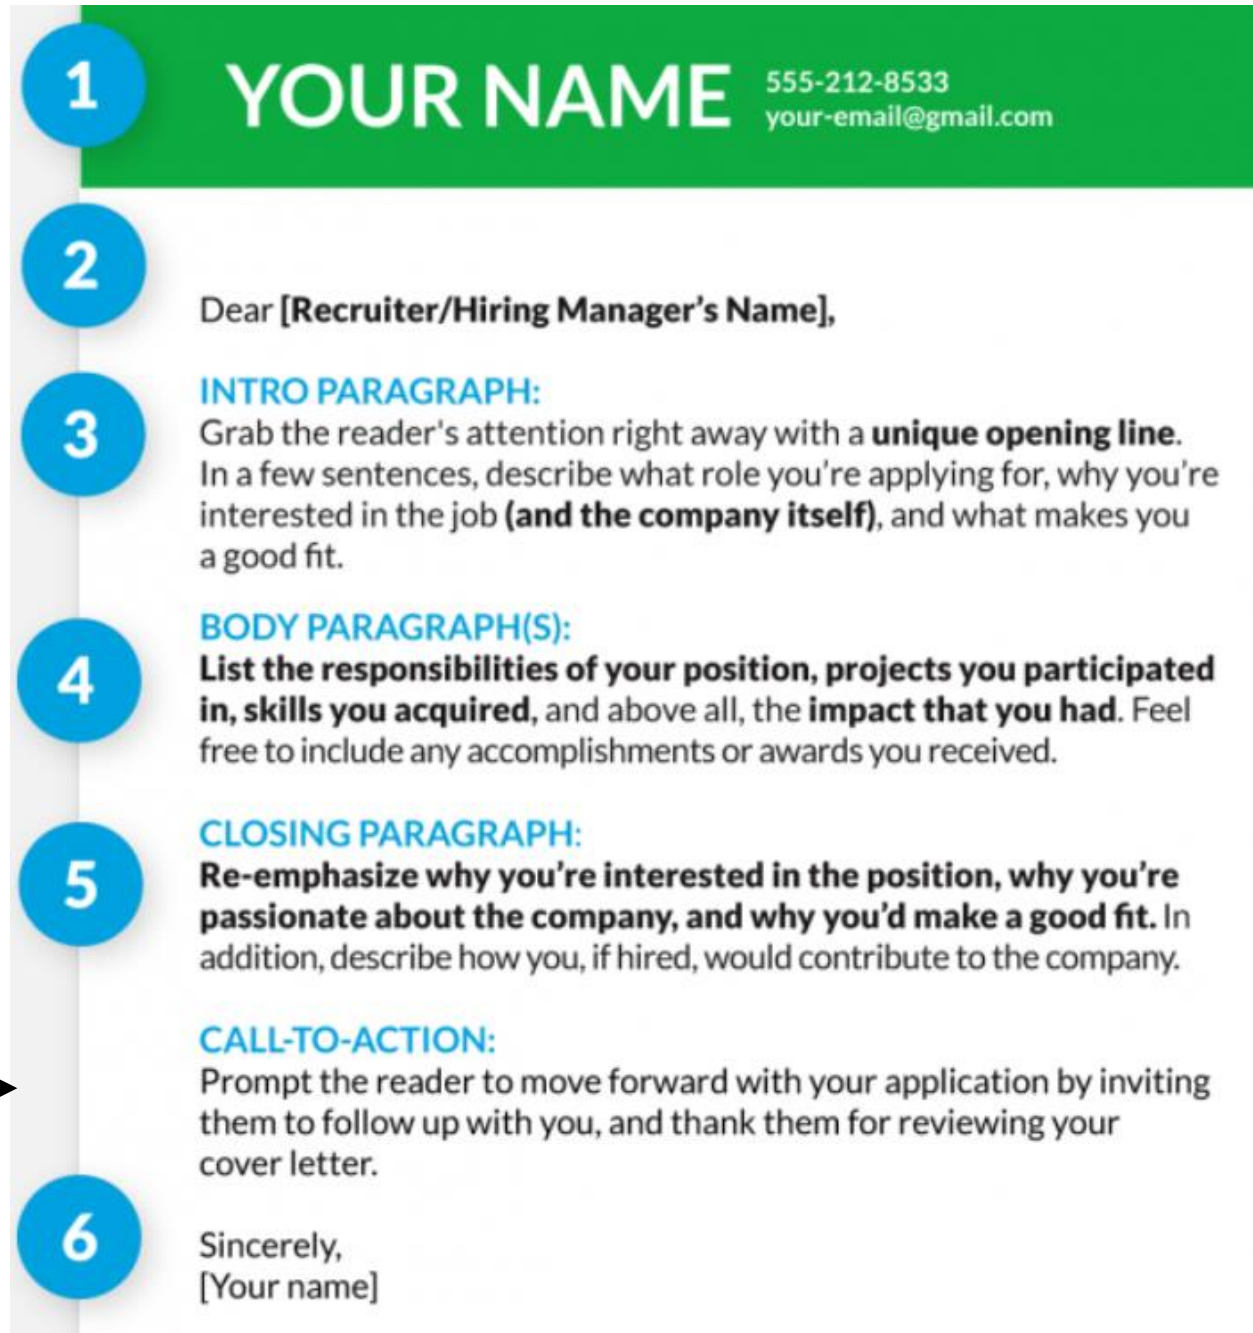 1
YOUR NAME
555-212-8533
your-email@gmail.com
2
Dear [Recruiter/Hiring Manager's Name],
3
INTRO PARAGRAPH:
Grab the reader's attention right away with a unique opening line.
In a few sentences, describe what role you're applying for, why you're
interested in the job (and the company itself), and what makes you
a good fit.
4
BODY PARAGRAPH(S):
List the responsibilities of your position, projects you participated
in, skills you acquired, and above all, the impact that you had. Feel
free to include any accomplishments or awards you received.
5
CLOSING PARAGRAPH:
Re-emphasize why you're interested in the position, why you're
passionate about the company, and why you'd make a good fit. In
addition, describe how you, if hired, would contribute to the company.
CALL-TO-ACTION:
Prompt the reader to move forward with your application by inviting
them to follow up with you, and thank them for reviewing your
cover letter.
6
Sincerely,
[Your name]